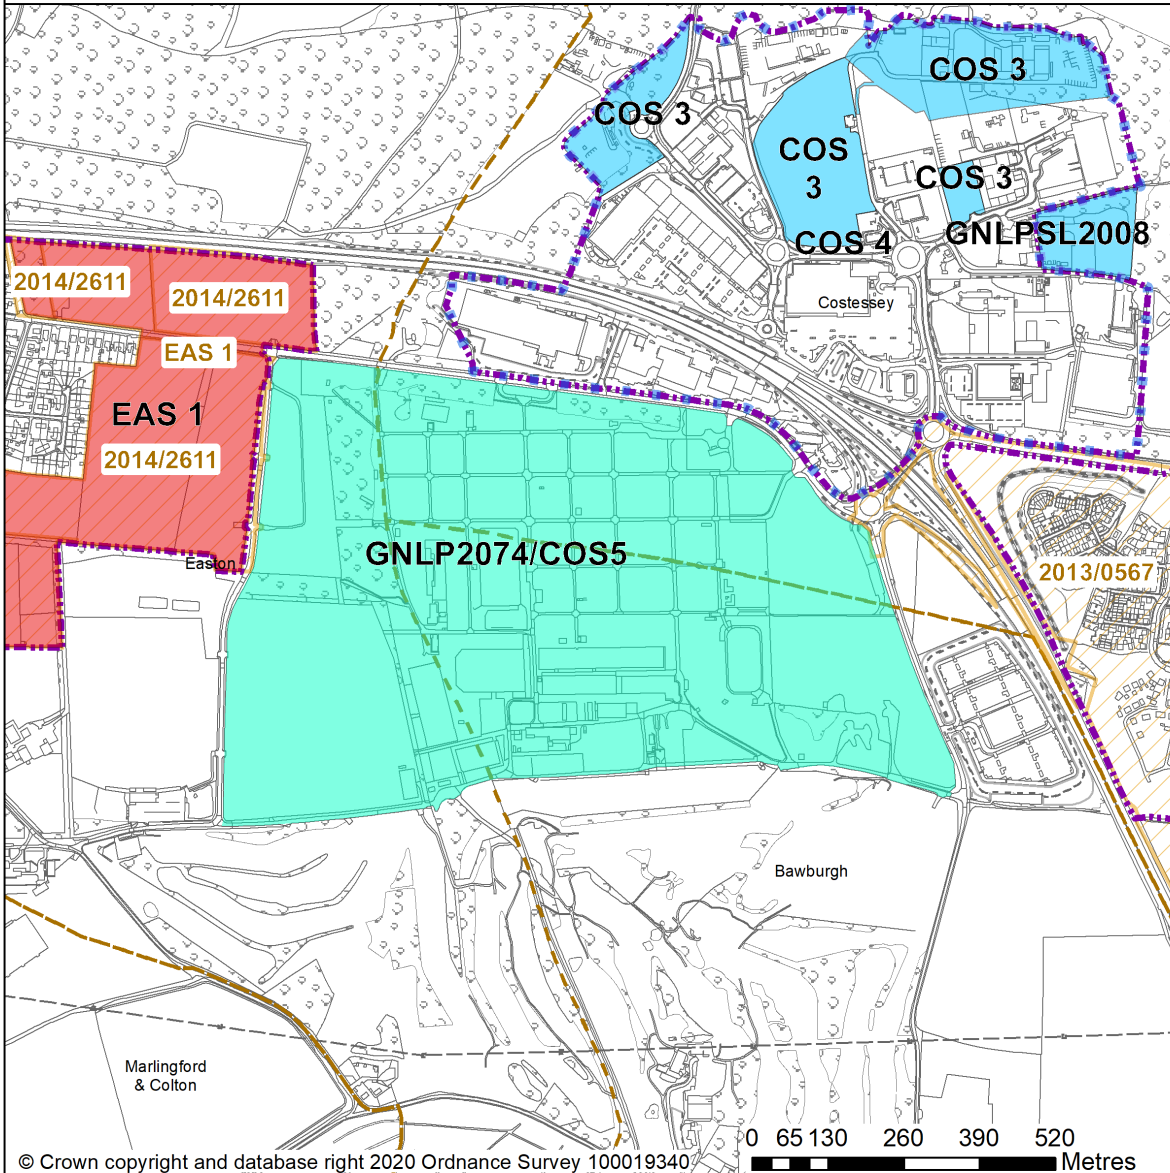 COS 3
COS 3
COS
3
COS 3
GNLPSL2008
COS 4
2014/2611
2014/2611
Costessey
EAS 1
EAS 1
2014/2611
GNLP2074/COS5
Easton
2013/0567
Bawburgh
Marlingford
& Colton
0 65 130 260 390 520
Metres
© Crown copyright and database right 2020 Ordnance Survey 100019340